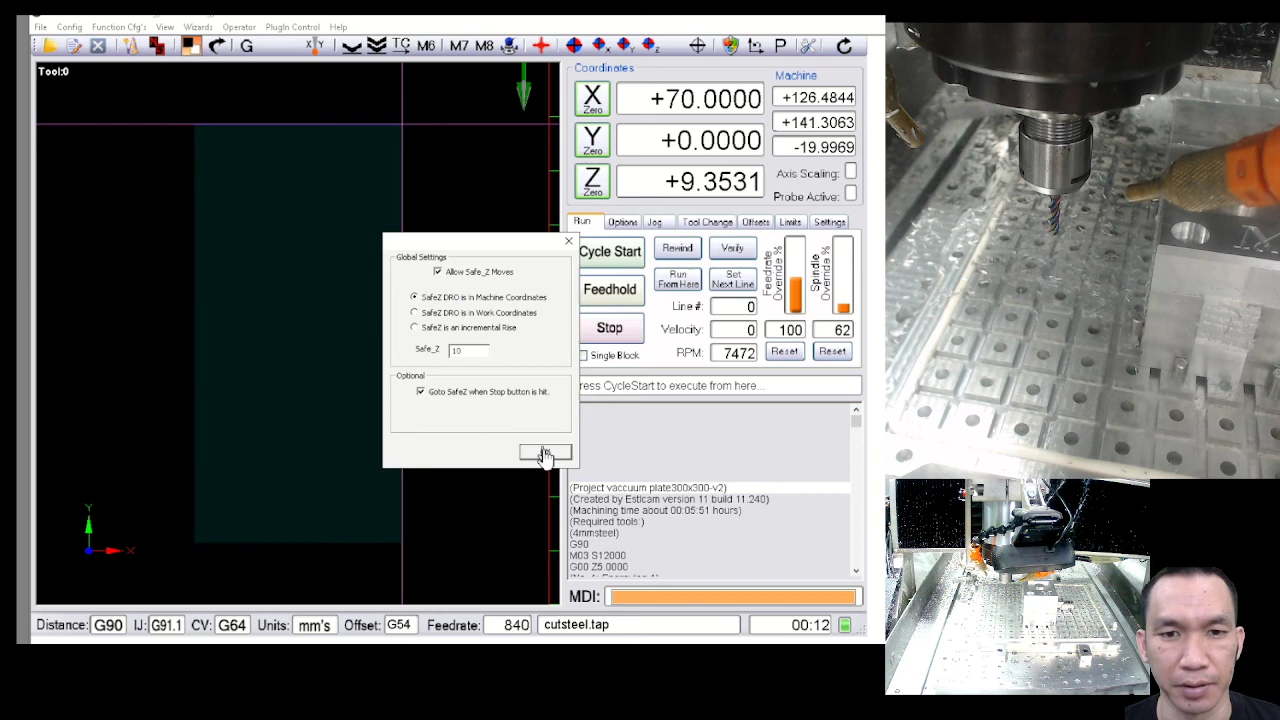 File Config Function Cfg's View Wizards Operator PlugIn Control Help
G TC M6 M7 M8 P
Tool:0
Coordinates
Machine
X Zero +70.0000 +126.4844
Y Zero +0.0000 +141.3063
Z Zero +9.3531 -19.9969
Axis Scaling:
Probe Active:
Run Options Jog Tool Change Offsets Limits Settings
Cycle Start Rewind Verify
Feedhold Run From Here Set Next Line
Stop Line #: 0
Velocity: 0 100 62
Single Block RPM: 7472 Reset Reset
Feedrate Override %
Spindle Override %
Global Settings
Allow Safe_Z Moves
SafeZ DRO is in Machine Coordinates
SafeZ DRO is in Work Coordinates
SafeZ is an incremental Rise
Safe_Z 10
Optional
Goto SafeZ when Stop button is hit.
ress CycleStart to execute from here...
(Project vaccuum plate300x300-v2)
(Created by Estlcam version 11 build 11.240)
(Machining time about 00:05:51 hours)
(Required tools:)
(4mmsteel)
G90
M03 S12000
G00 Z5.0000
MDI:
Y
X
Distance: G90 IJ: G91.1 CV: G64 Units: mm's Offset: G54 Feedrate: 840 cutsteel.tap 00:12